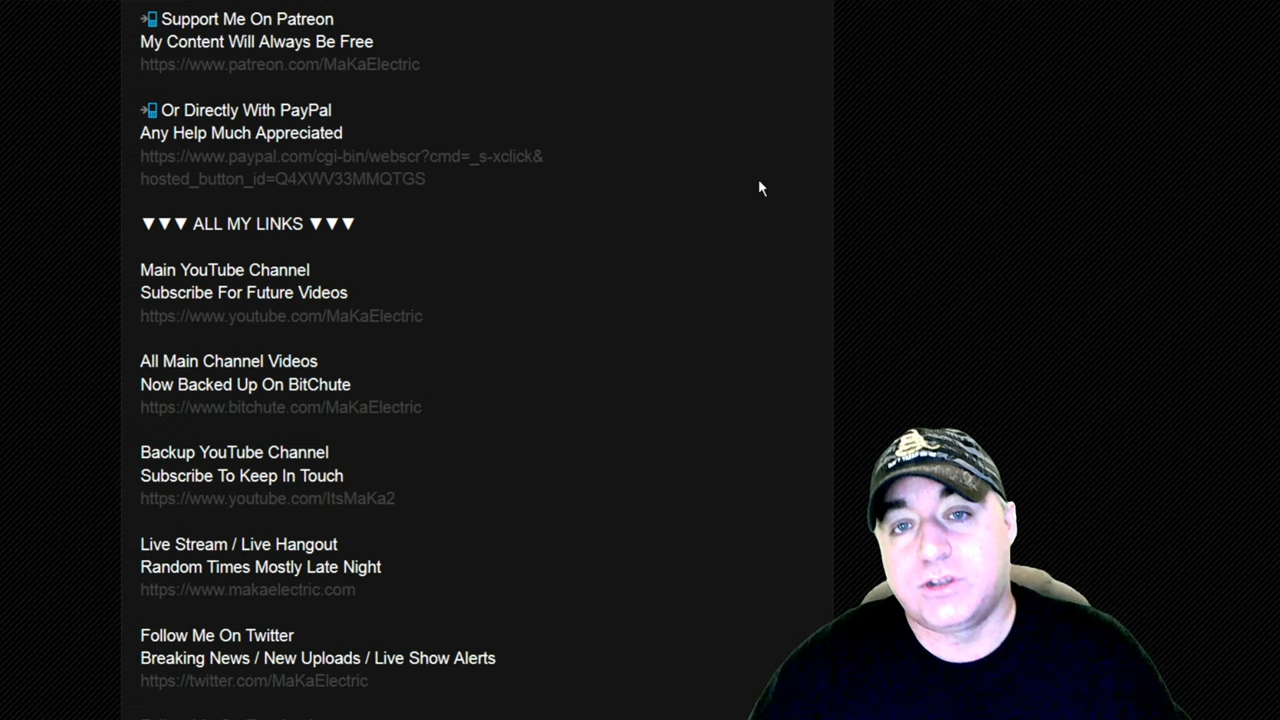 Support Me On Patreon
My Content Will Always Be Free
https://www.patreon.com/MaKaElectric
Or Directly With PayPal
Any Help Much Appreciated
https://www.paypal.com/cgi-bin/webscr?cmd=_s-xclick&
hosted_button_id=Q4XWV33MMQTGS
▼▼▼ ALL MY LINKS ▼▼▼
Main YouTube Channel
Subscribe For Future Videos
https://www.youtube.com/MaKaElectric
All Main Channel Videos
Now Backed Up On BitChute
https://www.bitchute.com/MaKaElectric
Backup YouTube Channel
Subscribe To Keep In Touch
https://www.youtube.com/ItsMaKa2
Live Stream / Live Hangout
Random Times Mostly Late Night
https://www.makaelectric.com
Follow Me On Twitter
Breaking News / New Uploads / Live Show Alerts
https://twitter.com/MaKaElectric